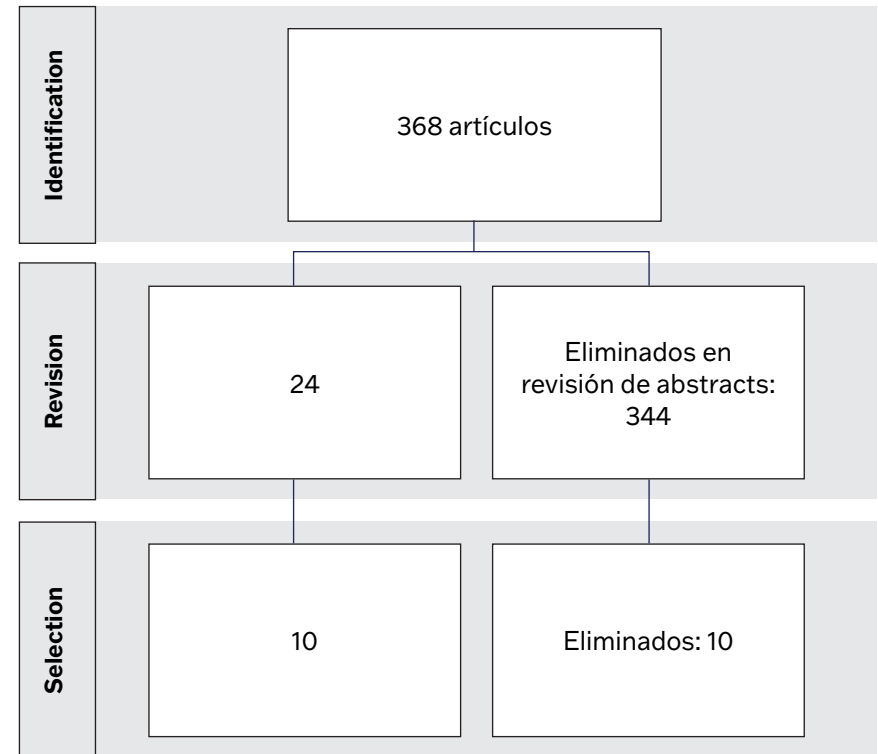 Identification
368 artículos
Revision
24
Eliminados en
revisión de abstracts:
344
Selection
10
Eliminados: 10